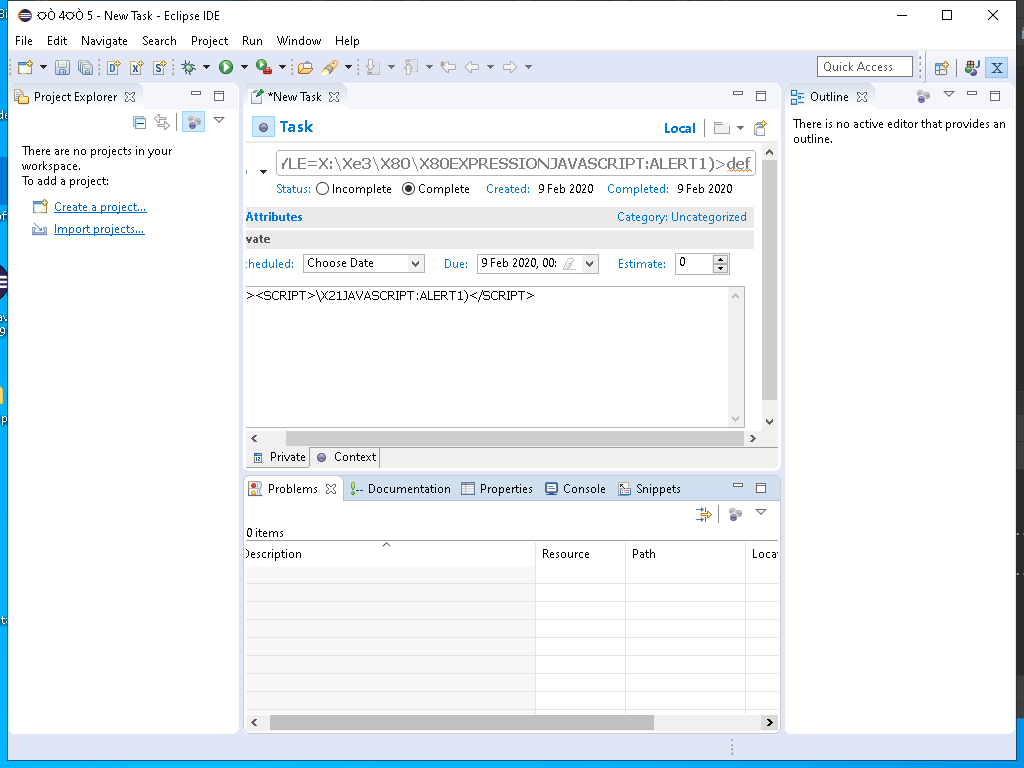 4 5 - New Task - Eclipse IDE
File Edit Navigate Search Project Run Window Help
Quick Access
Project Explorer
There are no projects in your
workspace.
To add a project:
Create a project...
Import projects...
*New Task
Task
Local
/LE=X:\Xe3\X80\X80EXPRESSIONJAVASCRIPT:ALERT1)>def
Status: Incomplete Complete Created: 9 Feb 2020 Completed: 9 Feb 2020
Attributes
Category: Uncategorized
vate
heduled: Choose Date Due: 9 Feb 2020, 00: Estimate: 0
><SCRIPT>\X21JAVASCRIPT:ALERT1)</SCRIPT>
Private Context
Problems Documentation Properties Console Snippets
0 items
Description Resource Path Locat
Outline
There is no active editor that provides an
outline.